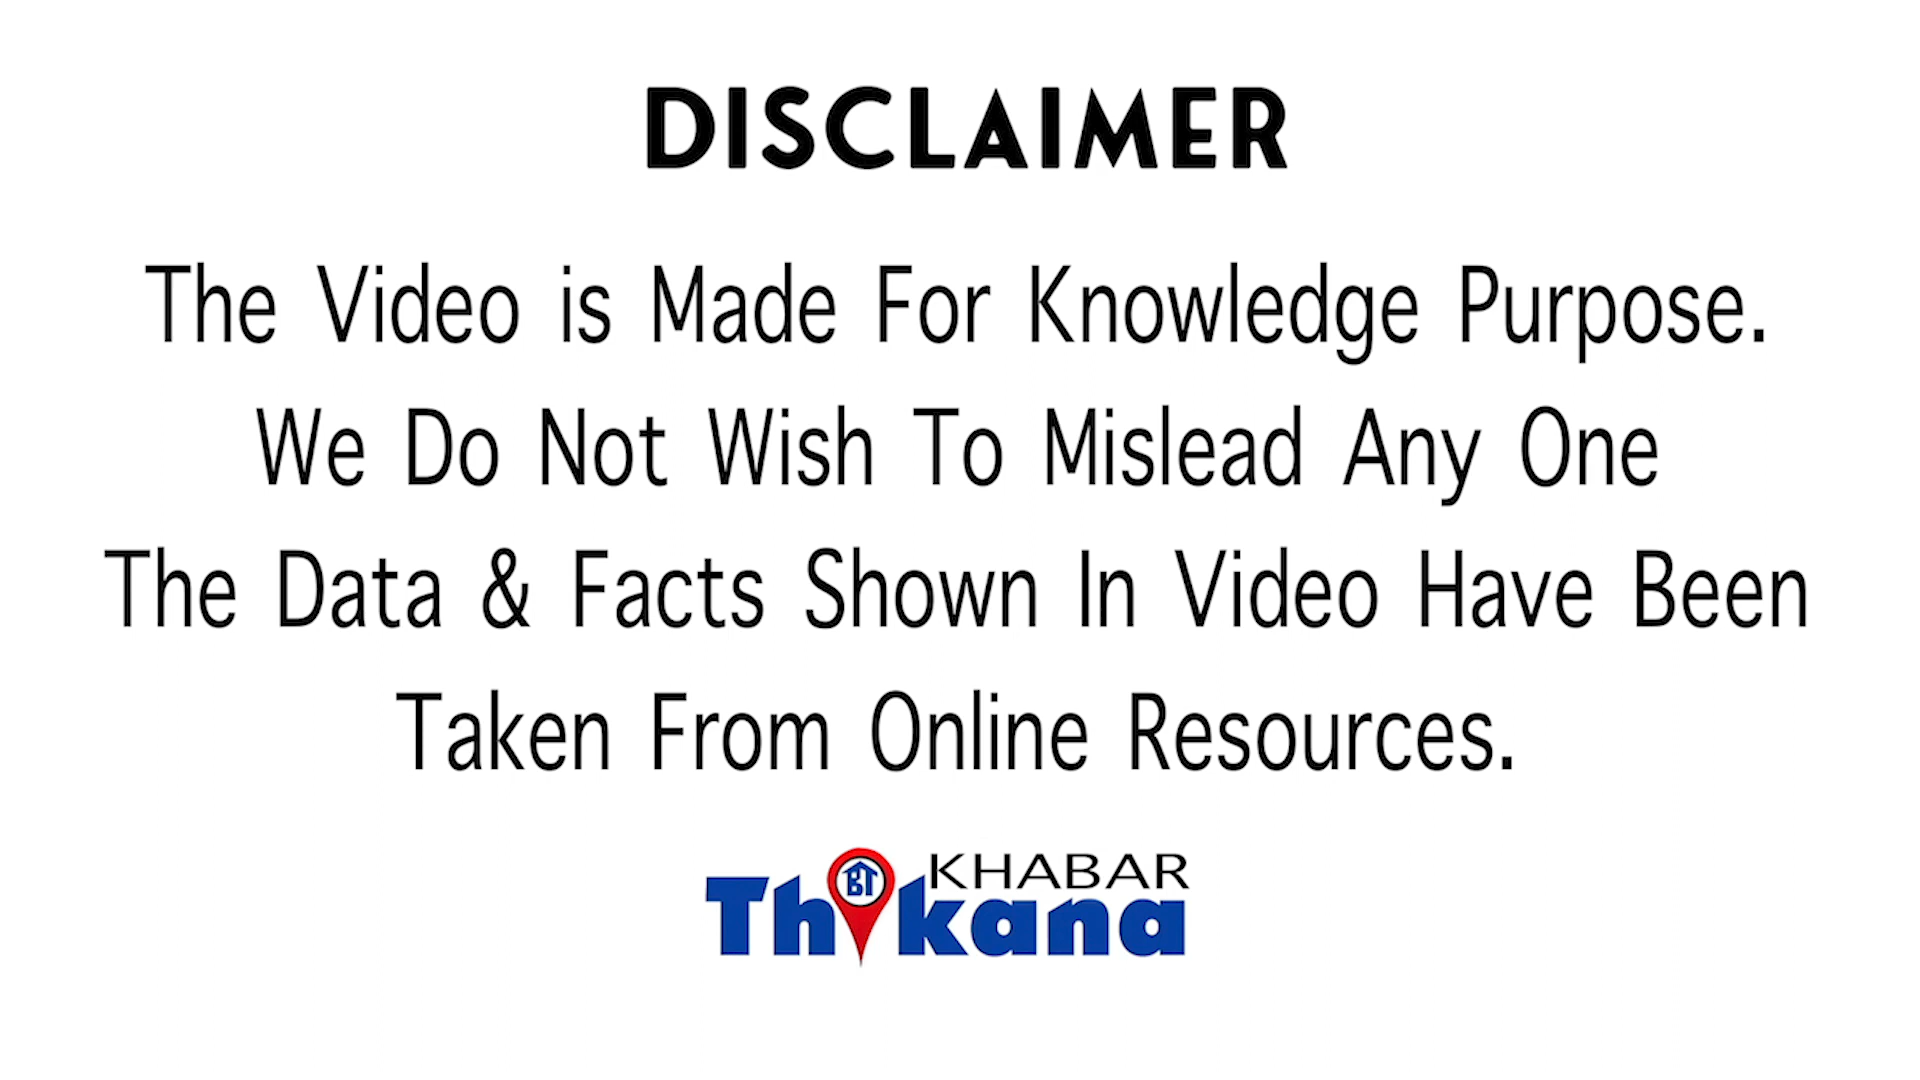 DISCLAIMER
The Video is Made For Knowledge Purpose.
We Do Not Wish To Mislead Any One
The Data & Facts Shown In Video Have Been
Taken From Online Resources.
KHABAR
BT
Thikana